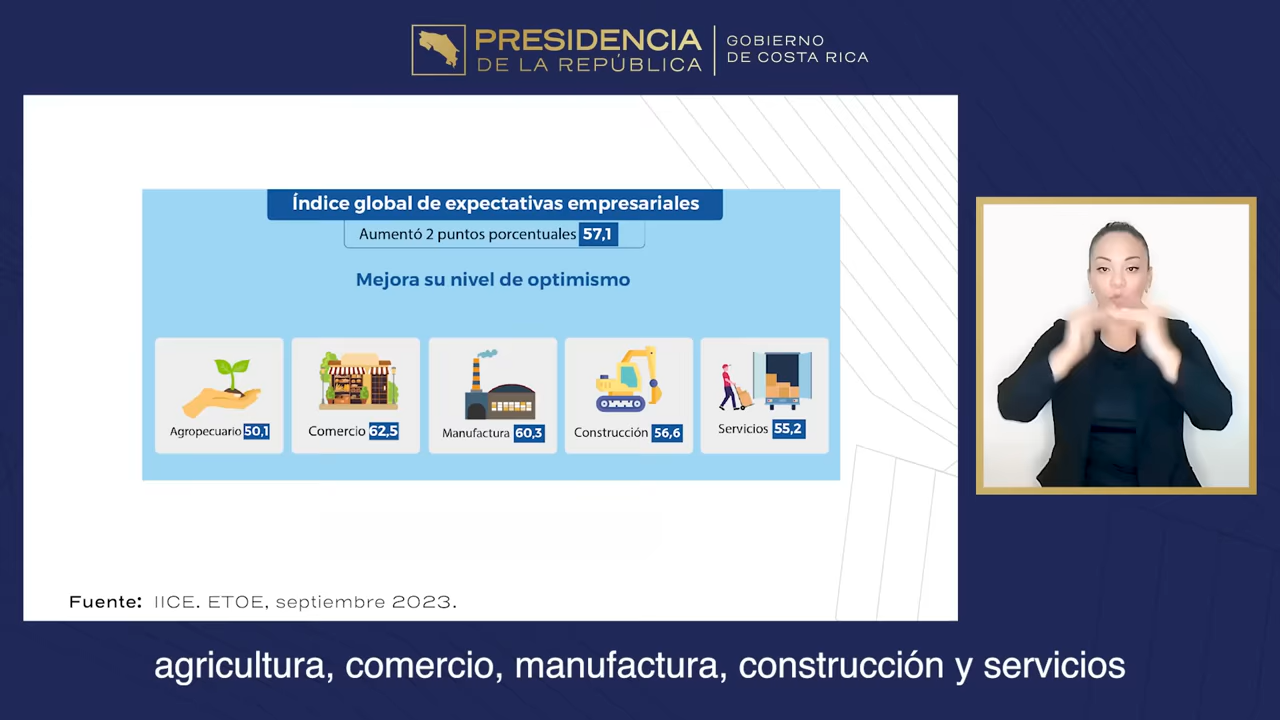 PRESIDENCIA
DE LA REPÚBLICA
GOBIERNO
DE COSTA RICA
Índice global de expectativas empresariales
Aumentó 2 puntos porcentuales 57,1
Mejora su nivel de optimismo
Agropecuario 50,1
Comercio 62,5
Manufactura 60,3
Construcción 56,6
Servicios 55,2
Fuente: IICE. ETOE, septiembre 2023.
agricultura, comercio, manufactura, construcción y servicios